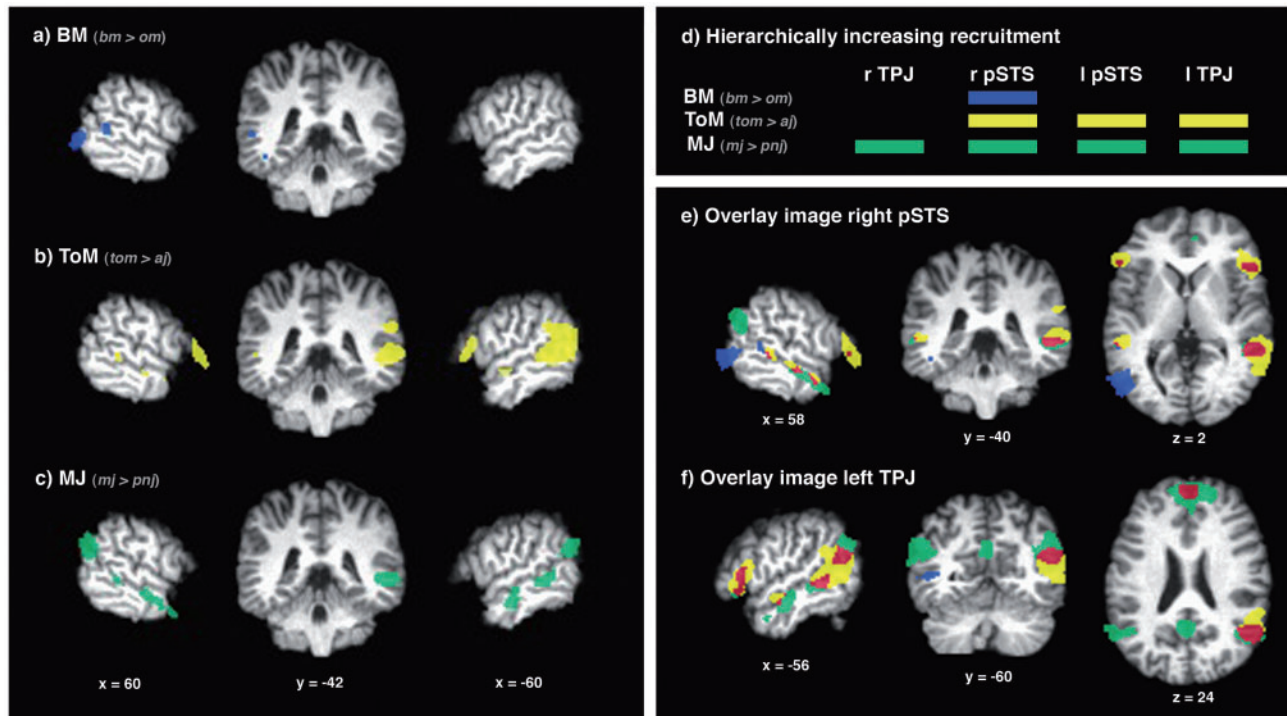 a) BM (bm > om)
b) ToM (tom > aj)
c) MJ (mj > pnj)
x = 60 y = -42 x = -60
d) Hierarchically increasing recruitment
r TPJ r pSTS l pSTS l TPJ
BM (bm > om)
ToM (tom > aj)
MJ (mj > pnj)
e) Overlay image right pSTS
x = 58 y = -40 z = 2
f) Overlay image left TPJ
x = -56 y = -60 z = 24